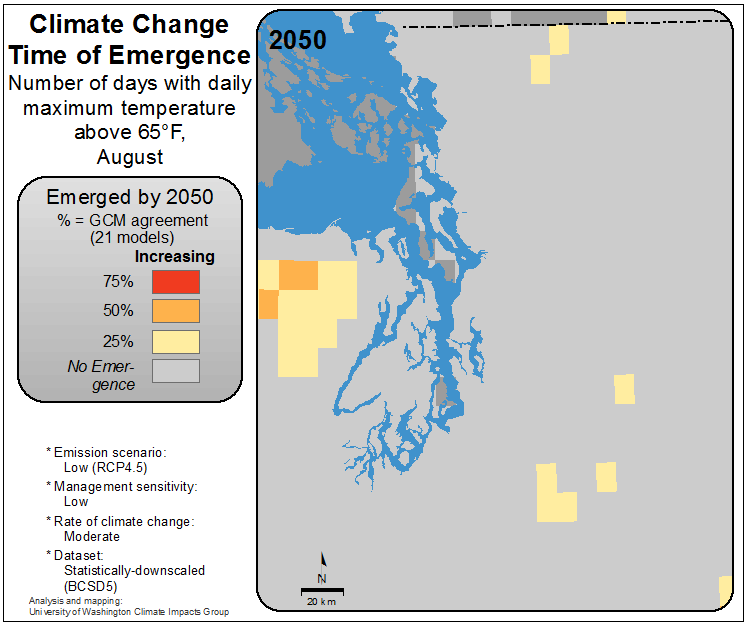 Climate Change
Time of Emergence
Number of days with daily
maximum temperature
above 65°F,
August
Emerged by 2050
% = GCM agreement
(21 models)
Increasing
75%
50%
25%
No Emer-
gence
* Emission scenario:
Low (RCP4.5)
* Management sensitivity:
Low
* Rate of climate change:
Moderate
* Dataset:
Statistically-downscaled
(BCSD5)
Analysis and mapping:
University of Washington Climate Impacts Group
2050
N
20 km